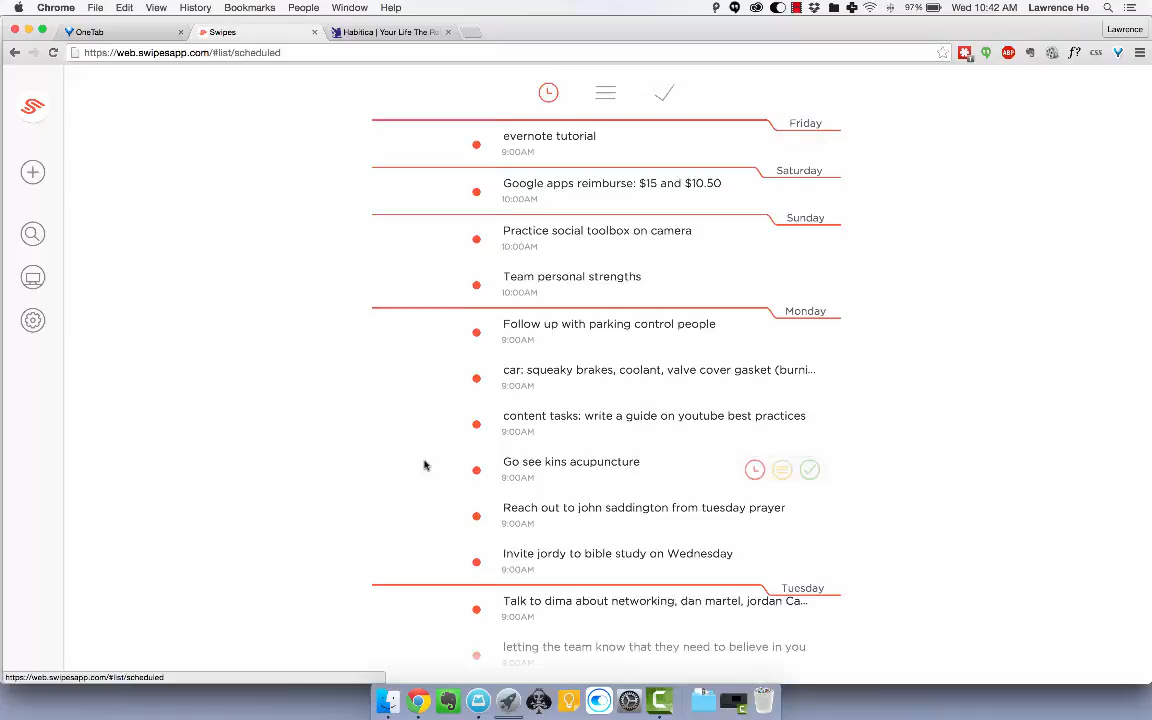 Chrome File Edit View History Bookmarks People Window Help 97% Wed 10:42 AM Lawrence He
OneTab Swipes Habitica | Your Life The Ro Lawrence
https://web.swipesapp.com/#list/scheduled ABP f? css
Friday
evernote tutorial
9:00AM
Saturday
Google apps reimburse: $15 and $10.50
10:00AM
Sunday
Practice social toolbox on camera
10:00AM
Team personal strengths
10:00AM
Monday
Follow up with parking control people
9:00AM
car: squeaky brakes, coolant, valve cover gasket (burni...
9:00AM
content tasks: write a guide on youtube best practices
9:00AM
Go see kins acupuncture
9:00AM
Reach out to john saddington from tuesday prayer
9:00AM
Invite jordy to bible study on Wednesday
9:00AM
Tuesday
Talk to dima about networking, dan martel, jordan Ca...
9:00AM
letting the team know that they need to believe in you
9:00AM
https://web.swipesapp.com/#list/scheduled